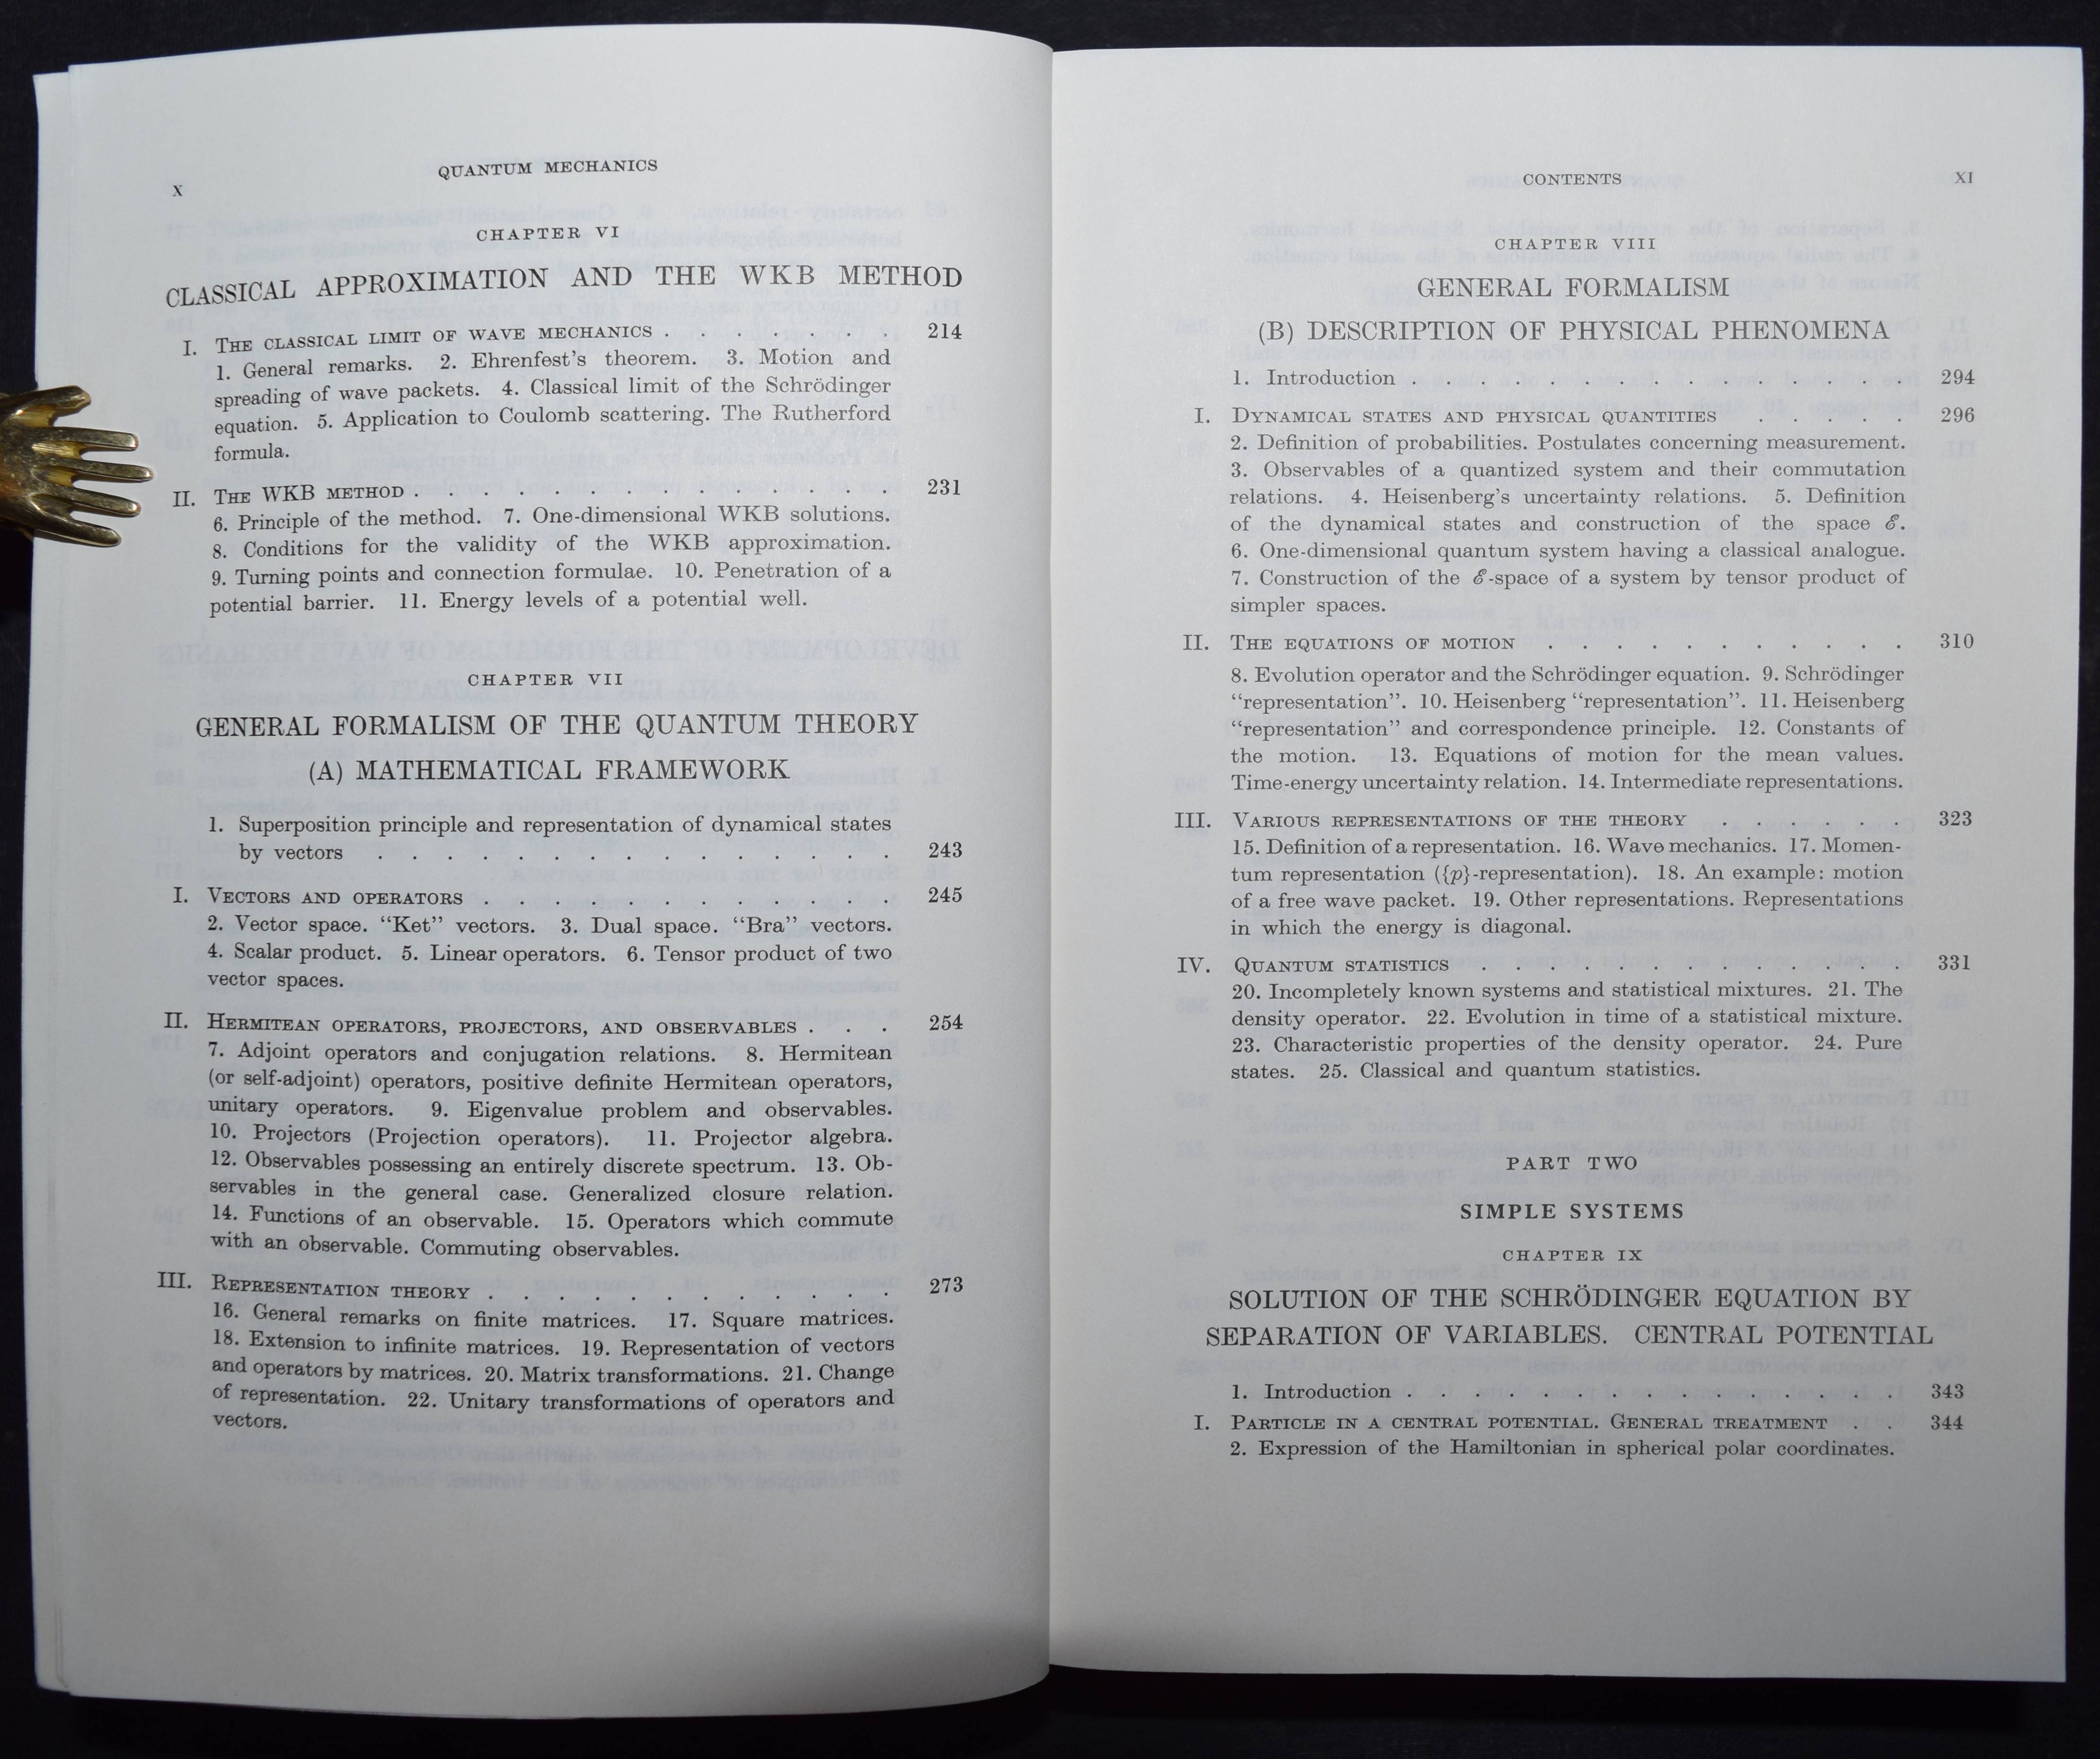 QUANTUM MECHANICS
X
CHAPTER VI
CLASSICAL APPROXIMATION AND THE WKB METHOD
I. THE CLASSICAL LIMIT OF WAVE MECHANICS . . . . . . . 214
1. General remarks. 2. Ehrenfest's theorem. 3. Motion and
spreading of wave packets. 4. Classical limit of the Schrödinger
equation. 5. Application to Coulomb scattering. The Rutherford
formula.
II. THE WKB METHOD . . . . . . . . . . . . . . 231
6. Principle of the method. 7. One-dimensional WKB solutions.
8. Conditions for the validity of the WKB approximation.
9. Turning points and connection formulae. 10. Penetration of a
potential barrier. 11. Energy levels of a potential well.
CHAPTER VII
GENERAL FORMALISM OF THE QUANTUM THEORY
(A) MATHEMATICAL FRAMEWORK
1. Superposition principle and representation of dynamical states
by vectors . . . . . . . . . . . . . . . 243
I. VECTORS AND OPERATORS . . . . . . . . . . . . 245
2. Vector space. "Ket" vectors. 3. Dual space. "Bra" vectors.
4. Scalar product. 5. Linear operators. 6. Tensor product of two
vector spaces.
II. HERMITEAN OPERATORS, PROJECTORS, AND OBSERVABLES . . . 254
7. Adjoint operators and conjugation relations. 8. Hermitean
(or self-adjoint) operators, positive definite Hermitean operators,
unitary operators. 9. Eigenvalue problem and observables.
10. Projectors (Projection operators). 11. Projector algebra.
12. Observables possessing an entirely discrete spectrum. 13. Ob-
servables in the general case. Generalized closure relation.
14. Functions of an observable. 15. Operators which commute
with an observable. Commuting observables.
III. REPRESENTATION THEORY . . . . . . . . . . . . 273
16. General remarks on finite matrices. 17. Square matrices.
18. Extension to infinite matrices. 19. Representation of vectors
and operators by matrices. 20. Matrix transformations. 21. Change
of representation. 22. Unitary transformations of operators and
vectors.
CONTENTS XI
CHAPTER VIII
GENERAL FORMALISM
(B) DESCRIPTION OF PHYSICAL PHENOMENA
1. Introduction . . . . . . . . . . . . . . . 294
I. DYNAMICAL STATES AND PHYSICAL QUANTITIES . . . . . 296
2. Definition of probabilities. Postulates concerning measurement.
3. Observables of a quantized system and their commutation
relations. 4. Heisenberg's uncertainty relations. 5. Definition
of the dynamical states and construction of the space ℰ.
6. One-dimensional quantum system having a classical analogue.
7. Construction of the ℰ-space of a system by tensor product of
simpler spaces.
II. THE EQUATIONS OF MOTION . . . . . . . . . . . 310
8. Evolution operator and the Schrödinger equation. 9. Schrödinger
"representation". 10. Heisenberg "representation". 11. Heisenberg
"representation" and correspondence principle. 12. Constants of
the motion. 13. Equations of motion for the mean values.
Time-energy uncertainty relation. 14. Intermediate representations.
III. VARIOUS REPRESENTATIONS OF THE THEORY . . . . . . 323
15. Definition of a representation. 16. Wave mechanics. 17. Momen-
tum representation ({p}-representation). 18. An example: motion
of a free wave packet. 19. Other representations. Representations
in which the energy is diagonal.
IV. QUANTUM STATISTICS . . . . . . . . . . . . . 331
20. Incompletely known systems and statistical mixtures. 21. The
density operator. 22. Evolution in time of a statistical mixture.
23. Characteristic properties of the density operator. 24. Pure
states. 25. Classical and quantum statistics.
PART TWO
SIMPLE SYSTEMS
CHAPTER IX
SOLUTION OF THE SCHRÖDINGER EQUATION BY
SEPARATION OF VARIABLES. CENTRAL POTENTIAL
1. Introduction . . . . . . . . . . . . . . . 343
I. PARTICLE IN A CENTRAL POTENTIAL. GENERAL TREATMENT . . 344
2. Expression of the Hamiltonian in spherical polar coordinates.